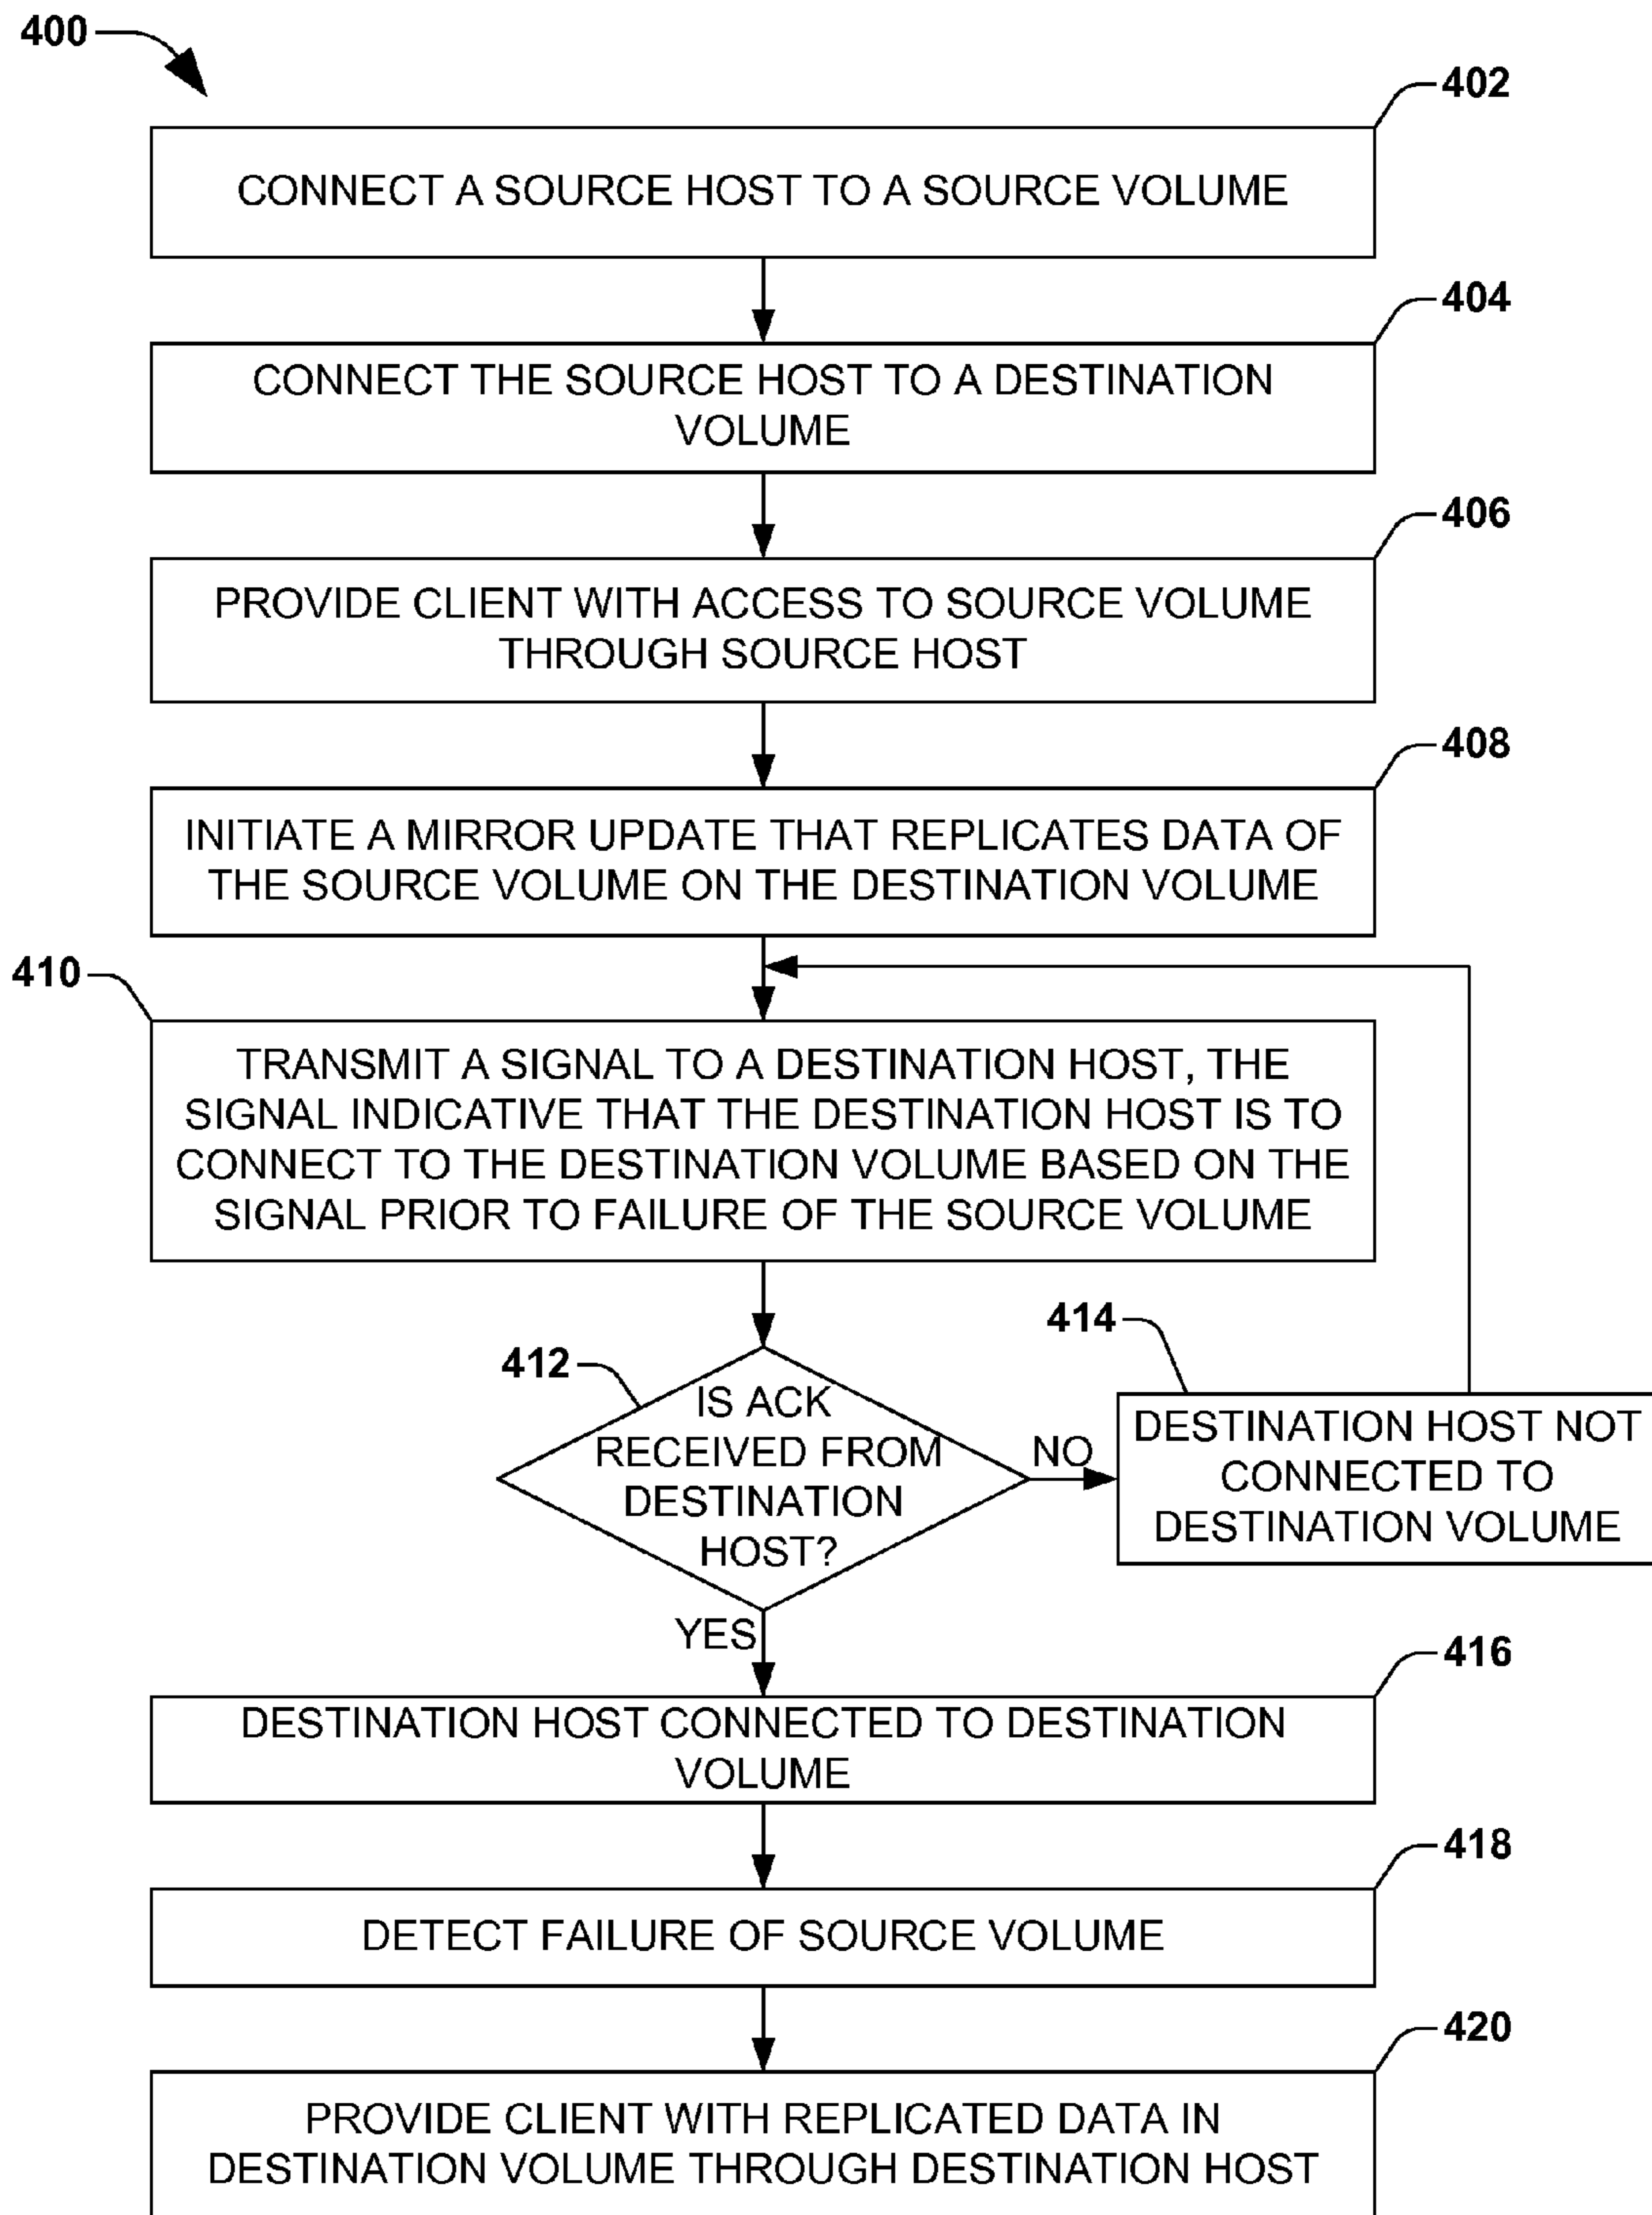 400
402
CONNECT A SOURCE HOST TO A SOURCE VOLUME
404
CONNECT THE SOURCE HOST TO A DESTINATION
VOLUME
406
PROVIDE CLIENT WITH ACCESS TO SOURCE VOLUME
THROUGH SOURCE HOST
408
INITIATE A MIRROR UPDATE THAT REPLICATES DATA OF
THE SOURCE VOLUME ON THE DESTINATION VOLUME
410
TRANSMIT A SIGNAL TO A DESTINATION HOST, THE
SIGNAL INDICATIVE THAT THE DESTINATION HOST IS TO
CONNECT TO THE DESTINATION VOLUME BASED ON THE
SIGNAL PRIOR TO FAILURE OF THE SOURCE VOLUME
412
IS ACK
RECEIVED FROM
DESTINATION
HOST?
NO
414
DESTINATION HOST NOT
CONNECTED TO
DESTINATION VOLUME
YES
416
DESTINATION HOST CONNECTED TO DESTINATION
VOLUME
418
DETECT FAILURE OF SOURCE VOLUME
420
PROVIDE CLIENT WITH REPLICATED DATA IN
DESTINATION VOLUME THROUGH DESTINATION HOST